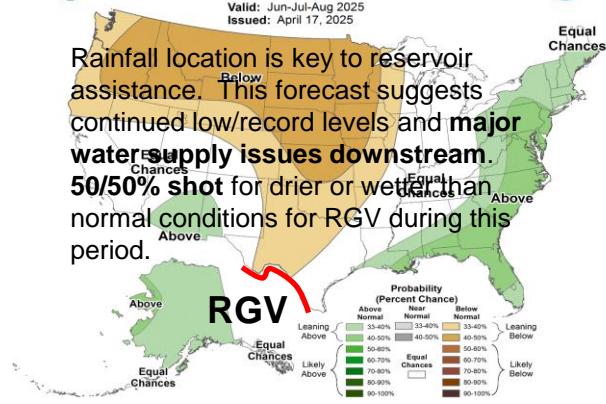 Valid: Jun-Jul-Aug 2025
Issued: April 17, 2025
Equal
Chances
Rainfall location is key to reservoir
assistance. This forecast suggests
continued low/record levels and major
water supply issues downstream.
50/50% shot for drier or wetter than
normal conditions for RGV during this
period.
Below
Equal
Chances
Equal
Chances
Above
Above
Above
RGV
Equal
Chances
Equal
Chances
Probability
(Percent Chance)
Above Normal
Near Normal
Below Normal
Leaning Above
33-40% 33-40% 33-40%
40-50% 40-50% 40-50%
Leaning Below
Likely Above
50-60% 50-60%
60-70% Equal Chances 60-70%
70-80% 70-80%
80-90% 80-90%
90-100% 90-100%
Likely Below